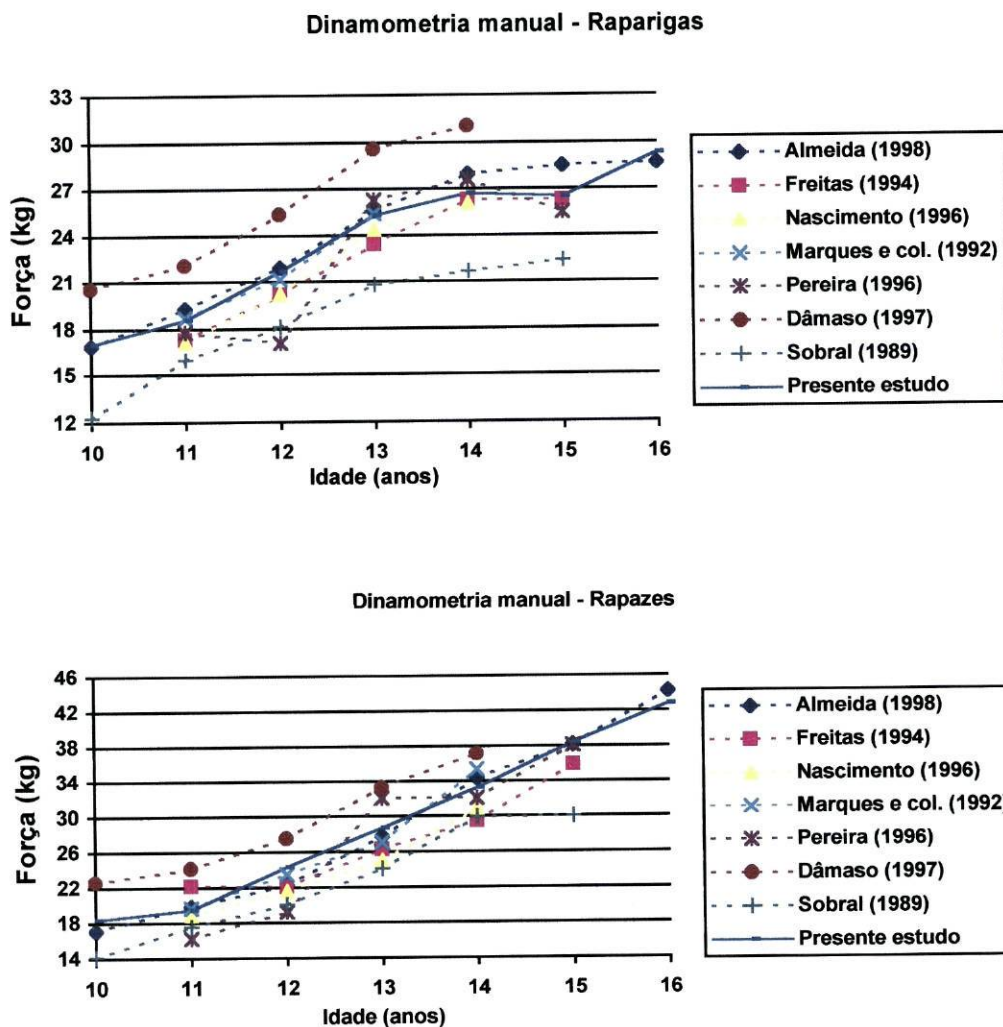 Dinamometria manual - Raparigas
33
30
27
24
21
18
15
12
Força (kg)
10 11 12 13 14 15 16
Idade (anos)
Almeida (1998)
Freitas (1994)
Nascimento (1996)
Marques e col. (1992)
Pereira (1996)
Dâmaso (1997)
Sobral (1989)
Presente estudo
Dinamometria manual - Rapazes
46
42
38
34
30
26
22
18
14
Força (kg)
10 11 12 13 14 15 16
Idade (anos)
Almeida (1998)
Freitas (1994)
Nascimento (1996)
Marques e col. (1992)
Pereira (1996)
Dâmaso (1997)
Sobral (1989)
Presente estudo